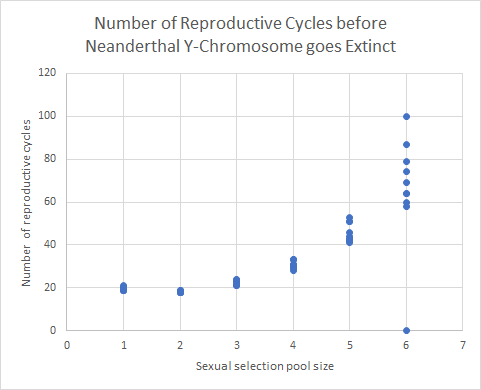 Number of Reproductive Cycles before
Neanderthal Y-Chromosome goes Extinct
120
100
80
60
40
20
0
Number of reproductive cycles
0 1 2 3 4 5 6 7
Sexual selection pool size